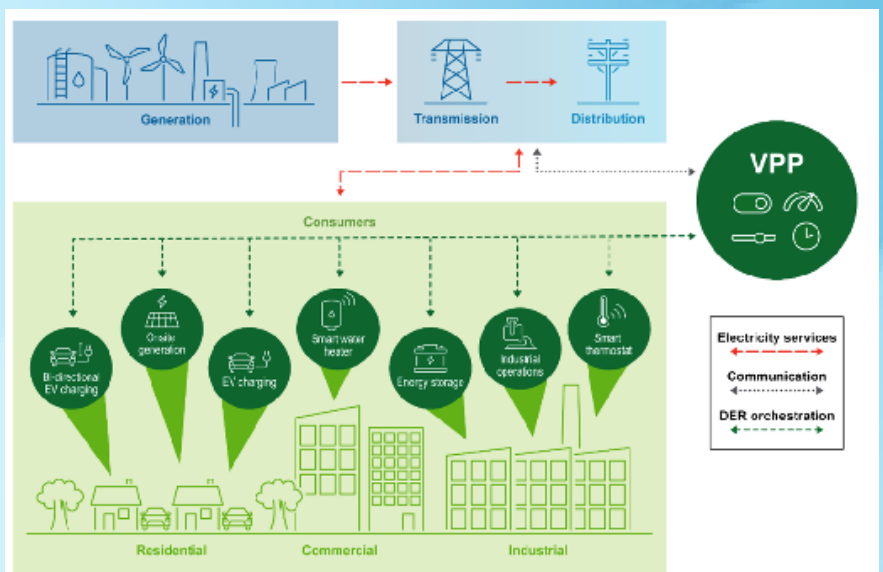 Generation
Transmission
Distribution
VPP
Consumers
Bi-directional
EV charging
Onsite
generation
EV charging
Smart water
heater
Energy storage
Industrial
operations
Smart
thermostat
Residential
Commercial
Industrial
Electricity services
Communication
DER orchestration